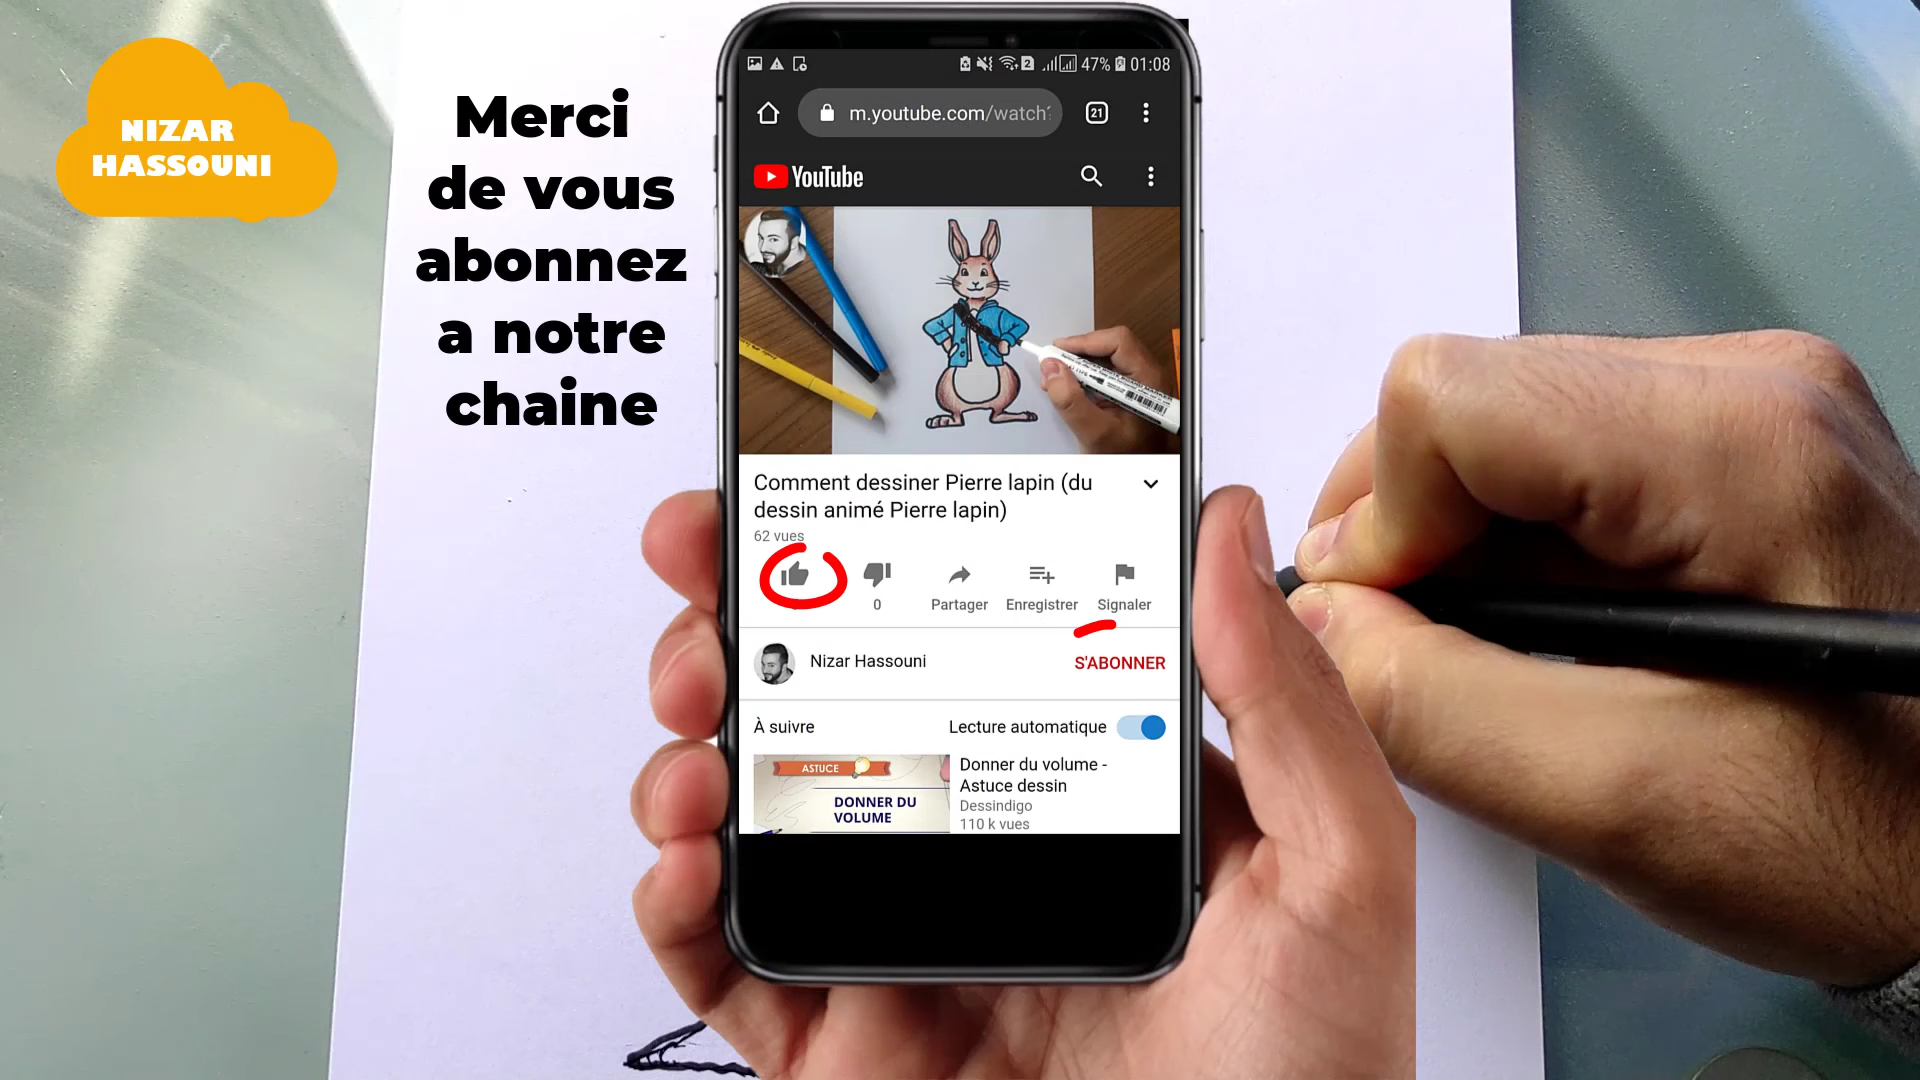 NIZAR
HASSOUNI
Merci
de vous
abonnez
a notre
chaine
2
47%
01:08
m.youtube.com/watch
21
YouTube
Comment dessiner Pierre lapin (du
dessin animé Pierre lapin)
62 vues
0
Partager
Enregistrer
Signaler
Nizar Hassouni
S'ABONNER
À suivre
Lecture automatique
ASTUCE
DONNER DU
VOLUME
Donner du volume -
Astuce dessin
Dessindigo
110 k vues